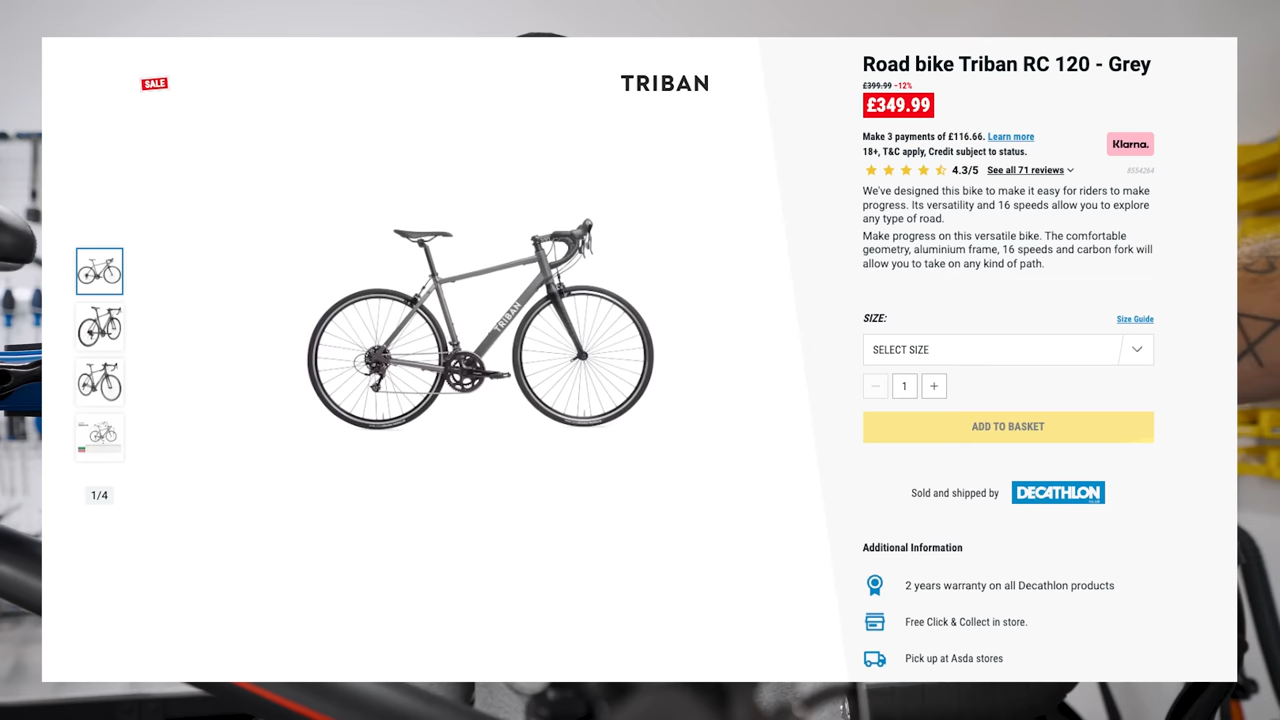 SALE
TRIBAN
TRIBAN
1/4
Road bike Triban RC 120 - Grey
£399.99 -12%
£349.99
Make 3 payments of £116.66. Learn more
18+, T&C apply, Credit subject to status.
Klarna.
4.3/5 See all 71 reviews
8554264
We've designed this bike to make it easy for riders to make
progress. Its versatility and 16 speeds allow you to explore
any type of road.
Make progress on this versatile bike. The comfortable
geometry, aluminium frame, 16 speeds and carbon fork will
allow you to take on any kind of path.
SIZE:
Size Guide
SELECT SIZE
1
ADD TO BASKET
Sold and shipped by DECATHLON
Additional Information
2 years warranty on all Decathlon products
Free Click & Collect in store.
Pick up at Asda stores